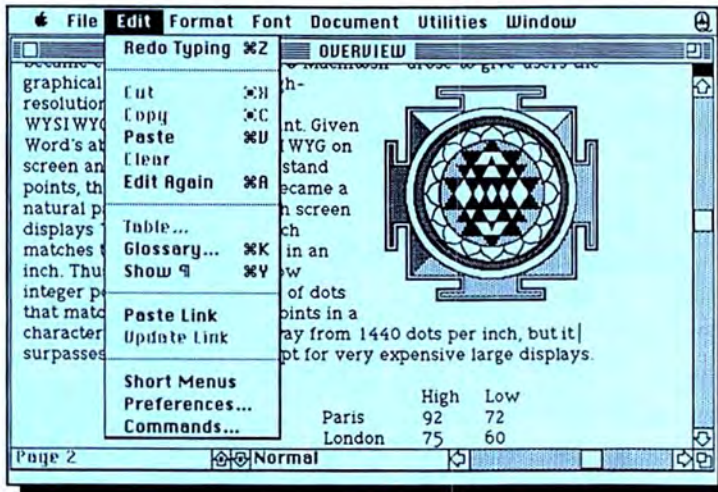 File Edit Format Font Document Utilities Window
OVERVIEW
Redo Typing ⌘Z
Cut ⌘X
Copy ⌘C
Paste ⌘V
Clear
Edit Again ⌘A
Table...
Glossary... ⌘K
Show ¶ ⌘Y
Paste Link
Update Link
Short Menus
Preferences...
Commands...
graphical
resolution
WYSIWYG nt. Given
Word's WYG on
screen an stand
points, th ecame a
natural screen
displays ch
matches in an
inch. Thu
integer of dots
that matc oints in a
character ay from 1440 dots per inch, but it
surpasses pt for very expensive large displays.
High Low
Paris 92 72
London 75 60
Page 2 Normal